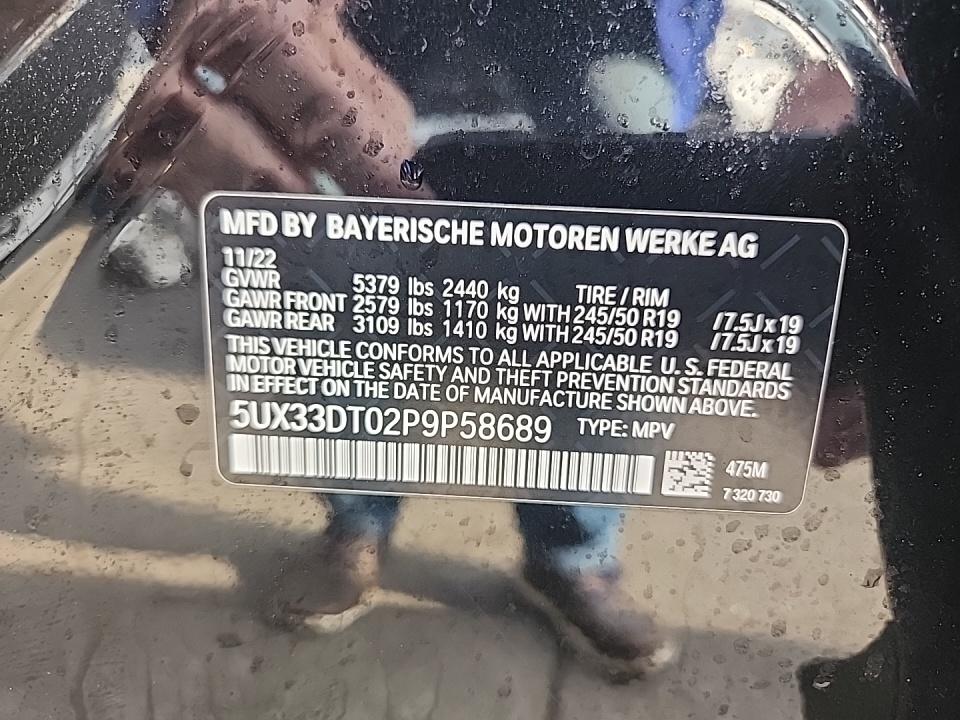 MFD BY BAYERISCHE MOTOREN WERKE AG
11/22
GVWR 5379 lbs 2440 kg TIRE / RIM
GAWR FRONT 2579 lbs 1170 kg WITH 245/50 R19 / 7.5J x 19
GAWR REAR 3109 lbs 1410 kg WITH 245/50 R19 / 7.5J x 19
THIS VEHICLE CONFORMS TO ALL APPLICABLE U.S. FEDERAL
MOTOR VEHICLE SAFETY AND THEFT PREVENTION STANDARDS
IN EFFECT ON THE DATE OF MANUFACTURE SHOWN ABOVE.
5UX33DT02P9P58689 TYPE: MPV
475M
7 320 730